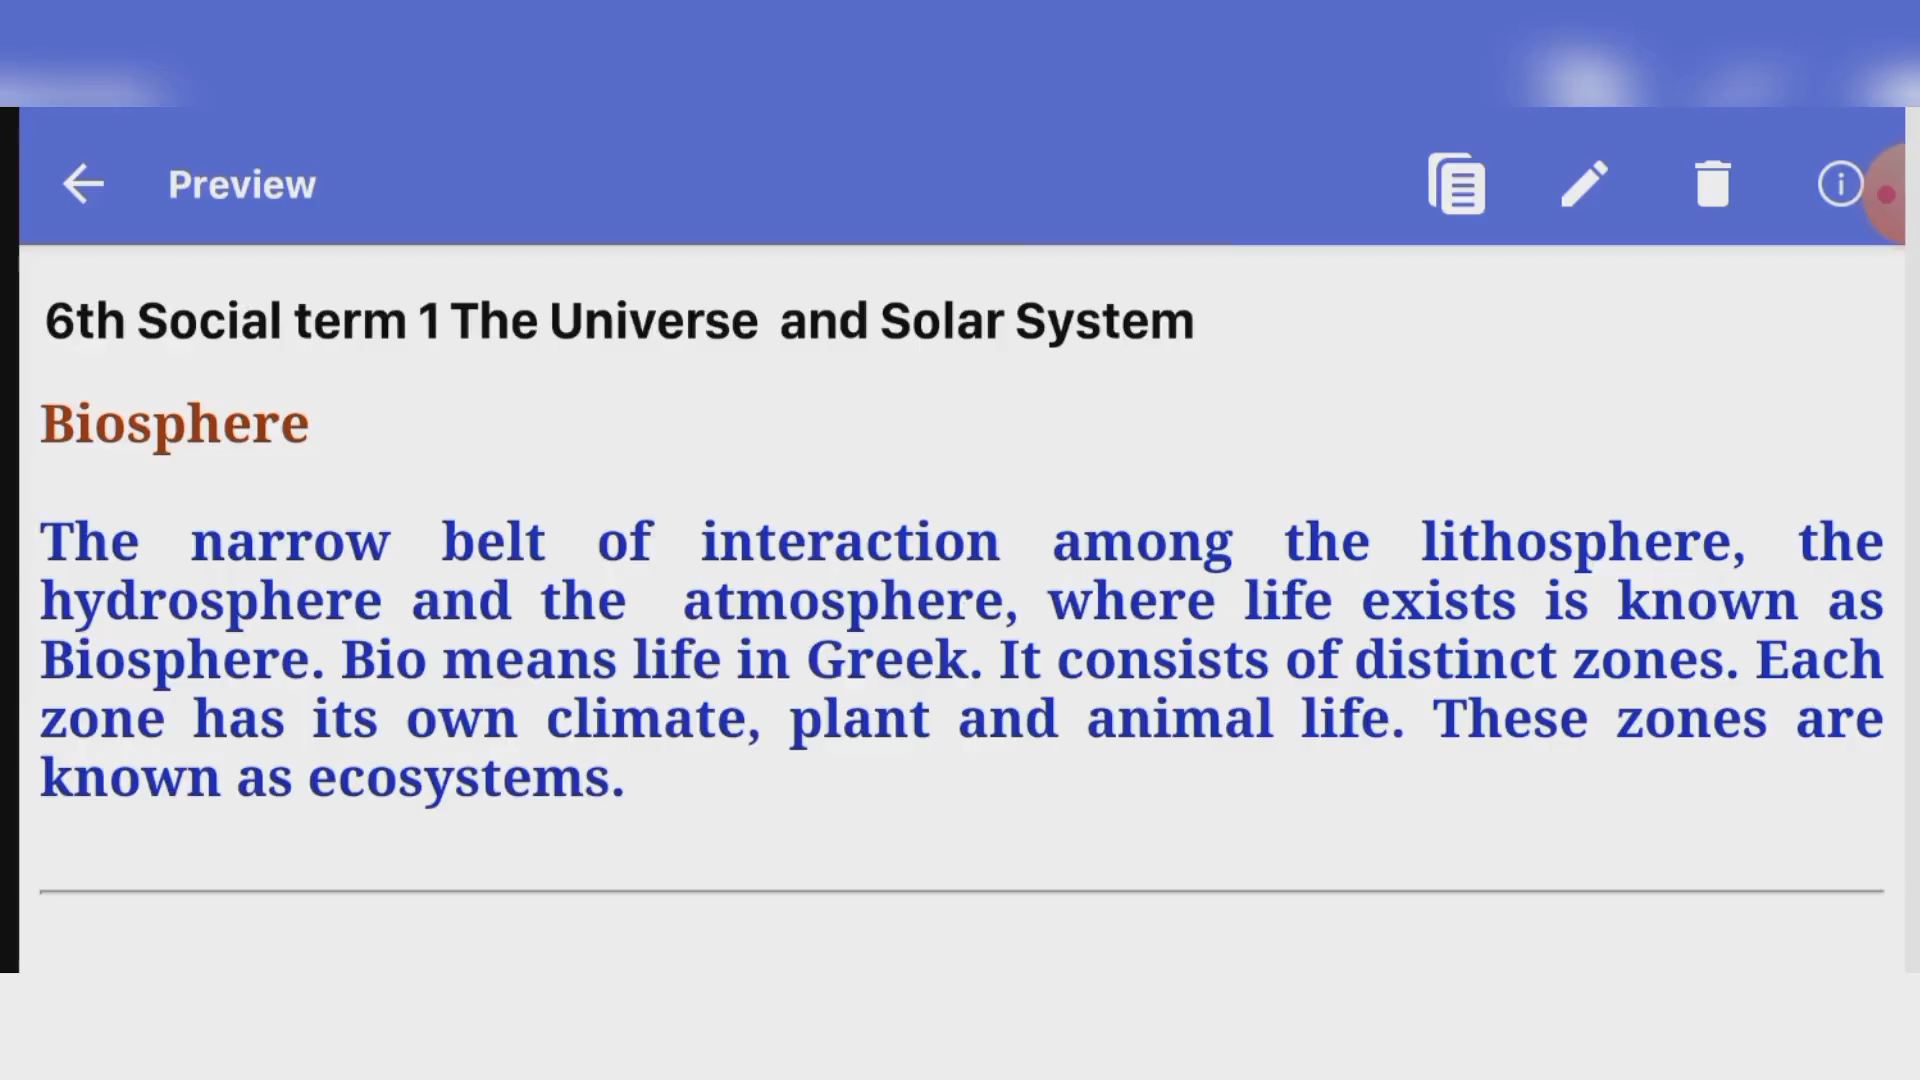 Preview
6th Social term 1 The Universe and Solar System
Biosphere
The narrow belt of interaction among the lithosphere, the
hydrosphere and the atmosphere, where life exists is known as
Biosphere. Bio means life in Greek. It consists of distinct zones. Each
zone has its own climate, plant and animal life. These zones are
known as ecosystems.